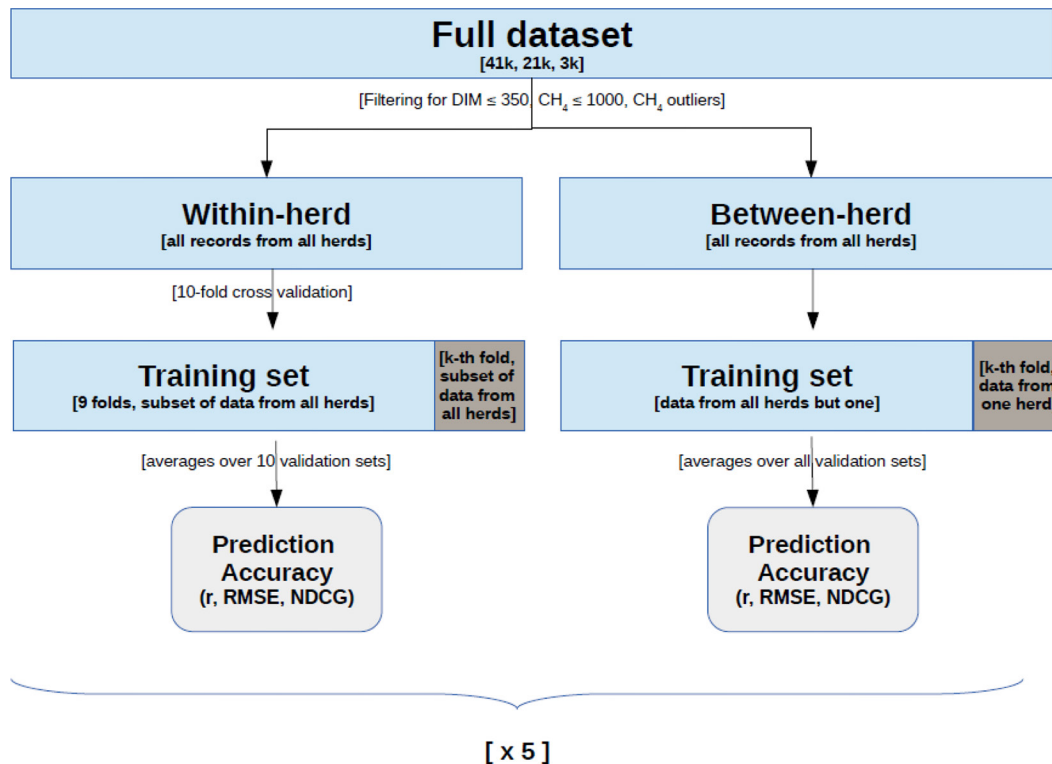 Full dataset
[41k, 21k, 3k]
[Filtering for DIM ≤ 350, CH₄ ≤ 1000, CH₄ outliers]
Within-herd
[all records from all herds]
Between-herd
[all records from all herds]
[10-fold cross validation]
Training set
[9 folds, subset of data from all herds]
[k-th fold,
subset of
data from
all herds]
Training set
[data from all herds but one]
[k-th fold,
data from
one herd
[averages over 10 validation sets]
[averages over all validation sets]
Prediction
Accuracy
(r, RMSE, NDCG)
Prediction
Accuracy
(r, RMSE, NDCG)
[ x 5 ]